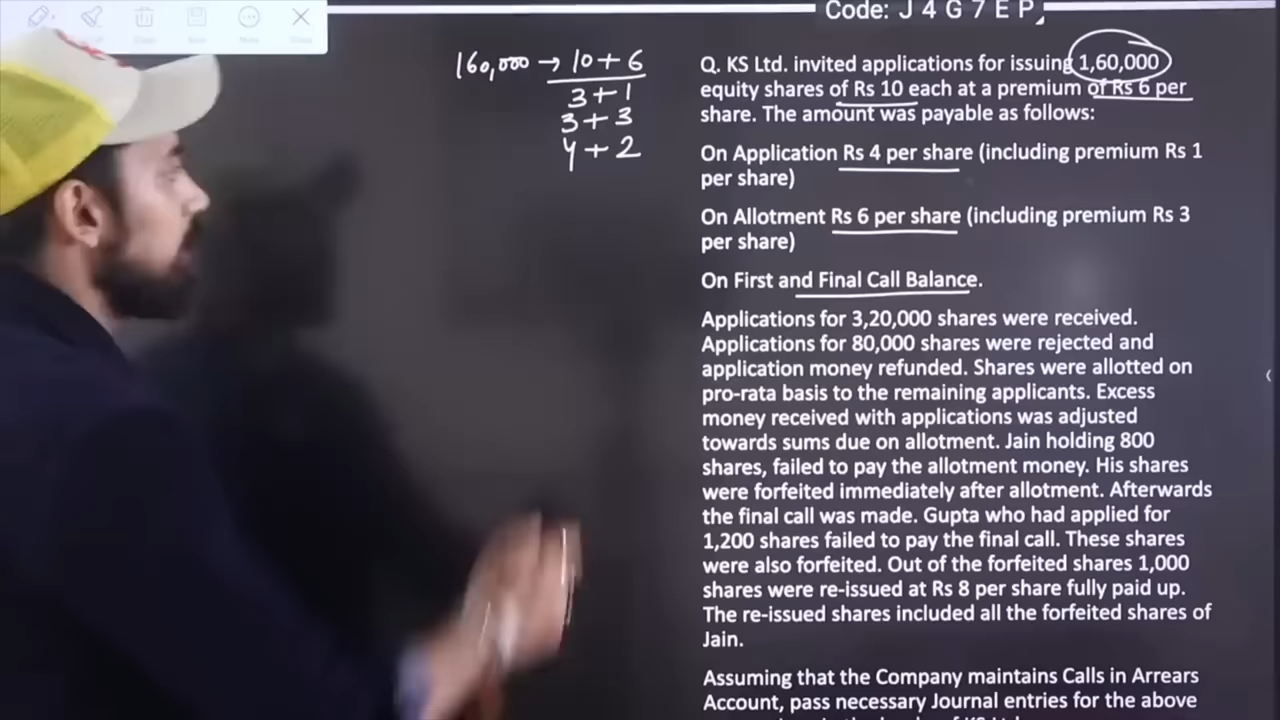 Code: J 4 G 7 E P
160,000 → 10 + 6
3 + 1
3 + 3
4 + 2
Q. KS Ltd. invited applications for issuing 1,60,000
equity shares of Rs 10 each at a premium of Rs 6 per
share. The amount was payable as follows:
On Application Rs 4 per share (including premium Rs 1
per share)
On Allotment Rs 6 per share (including premium Rs 3
per share)
On First and Final Call Balance.
Applications for 3,20,000 shares were received.
Applications for 80,000 shares were rejected and
application money refunded. Shares were allotted on
pro-rata basis to the remaining applicants. Excess
money received with applications was adjusted
towards sums due on allotment. Jain holding 800
shares, failed to pay the allotment money. His shares
were forfeited immediately after allotment. Afterwards
the final call was made. Gupta who had applied for
1,200 shares failed to pay the final call. These shares
were also forfeited. Out of the forfeited shares 1,000
shares were re-issued at Rs 8 per share fully paid up.
The re-issued shares included all the forfeited shares of
Jain.
Assuming that the Company maintains Calls in Arrears
Account, pass necessary Journal entries for the above